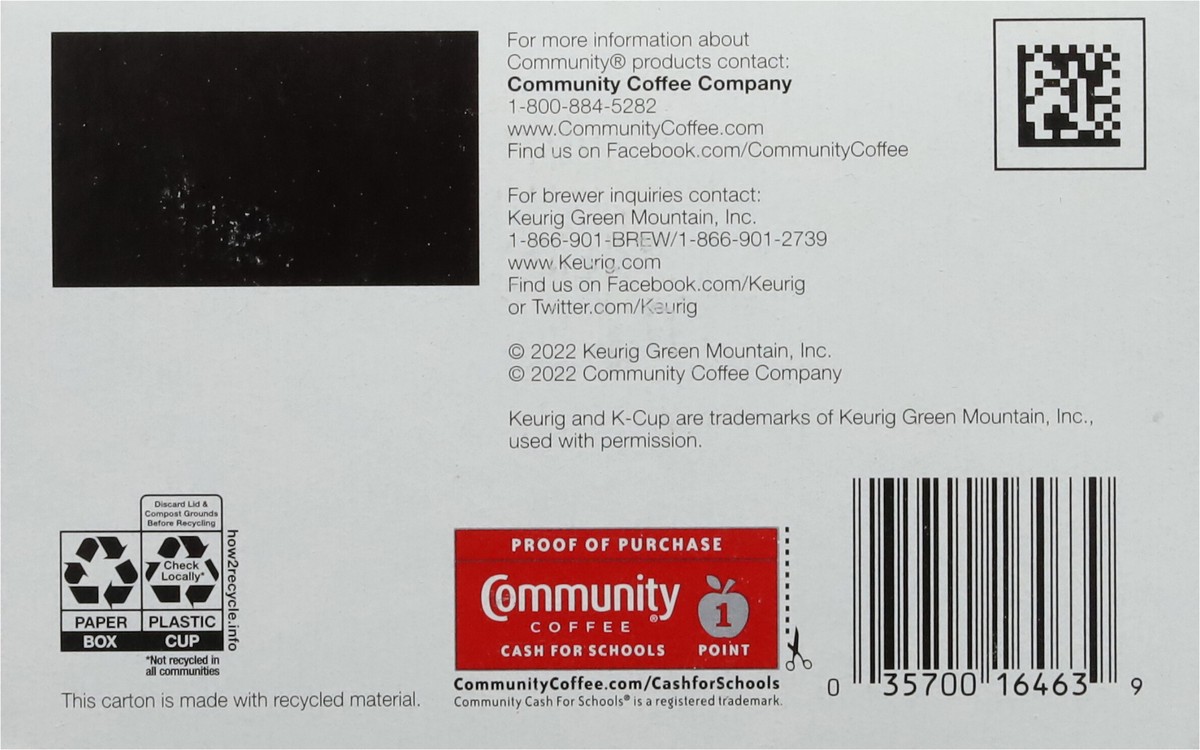 For more information about
Community® products contact:
Community Coffee Company
1-800-884-5282
www.CommunityCoffee.com
Find us on Facebook.com/CommunityCoffee
For brewer inquiries contact:
Keurig Green Mountain, Inc.
1-866-901-BREW/1-866-901-2739
www.Keurig.com
Find us on Facebook.com/Keurig
or Twitter.com/Keurig
© 2022 Keurig Green Mountain, Inc.
© 2022 Community Coffee Company
Keurig and K-Cup are trademarks of Keurig Green Mountain, Inc.,
used with permission.
Discard Lid &
Compost Grounds
Before Recycling
Check
Locally*
PAPER
BOX
PLASTIC
CUP
how2recycle.info
*Not recycled in
all communities
This carton is made with recycled material.
PROOF OF PURCHASE
Community®
COFFEE
CASH FOR SCHOOLS
1
POINT
CommunityCoffee.com/CashforSchools
Community Cash For Schools® is a registered trademark.
0 35700 16463 9